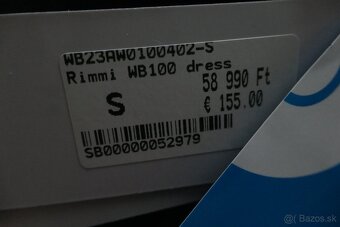 WB23AW0100402-S
Rimmi WB100 dress
S
58 990 Ft
€ 155.00
SB00000052979
Bazos.sk